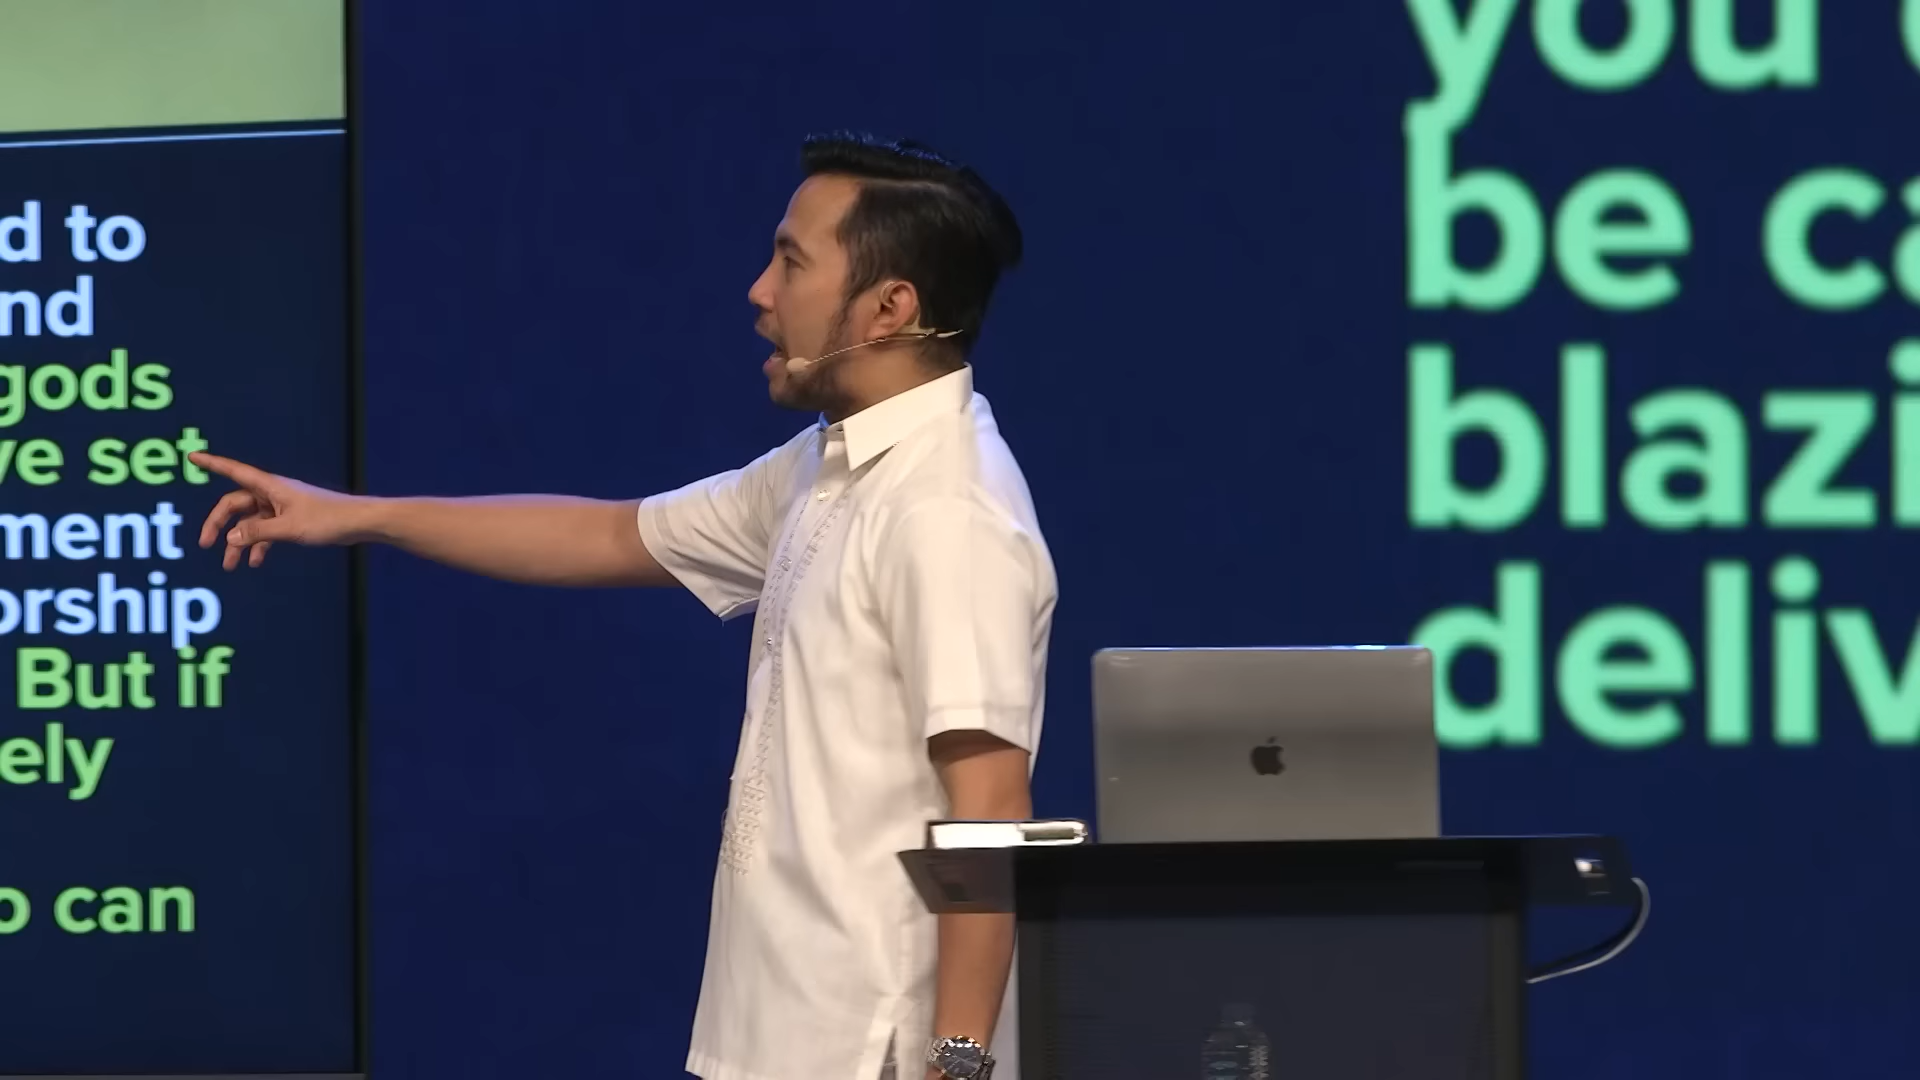 d to
nd
gods
ve set
ment
orship
But if
ely
o can
you
be ca
blazi
deliv